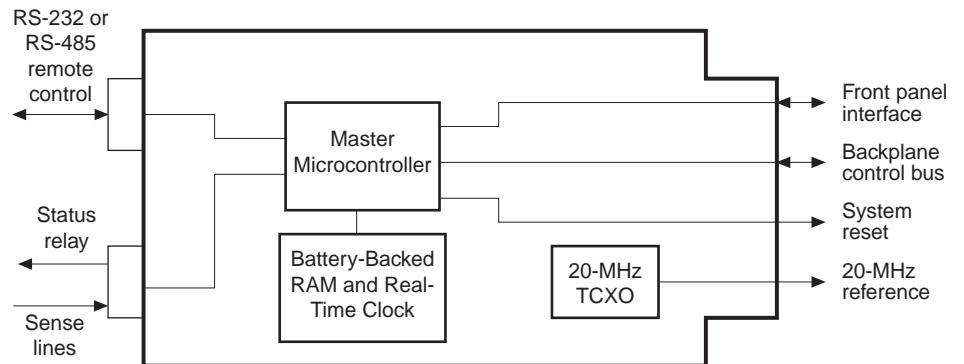 RS-232 or
RS-485
remote
control
Status
relay
Sense
lines
Master
Microcontroller
Battery-Backed
RAM and Real-
Time Clock
20-MHz
TCXO
Front panel
interface
Backplane
control bus
System
reset
20-MHz
reference